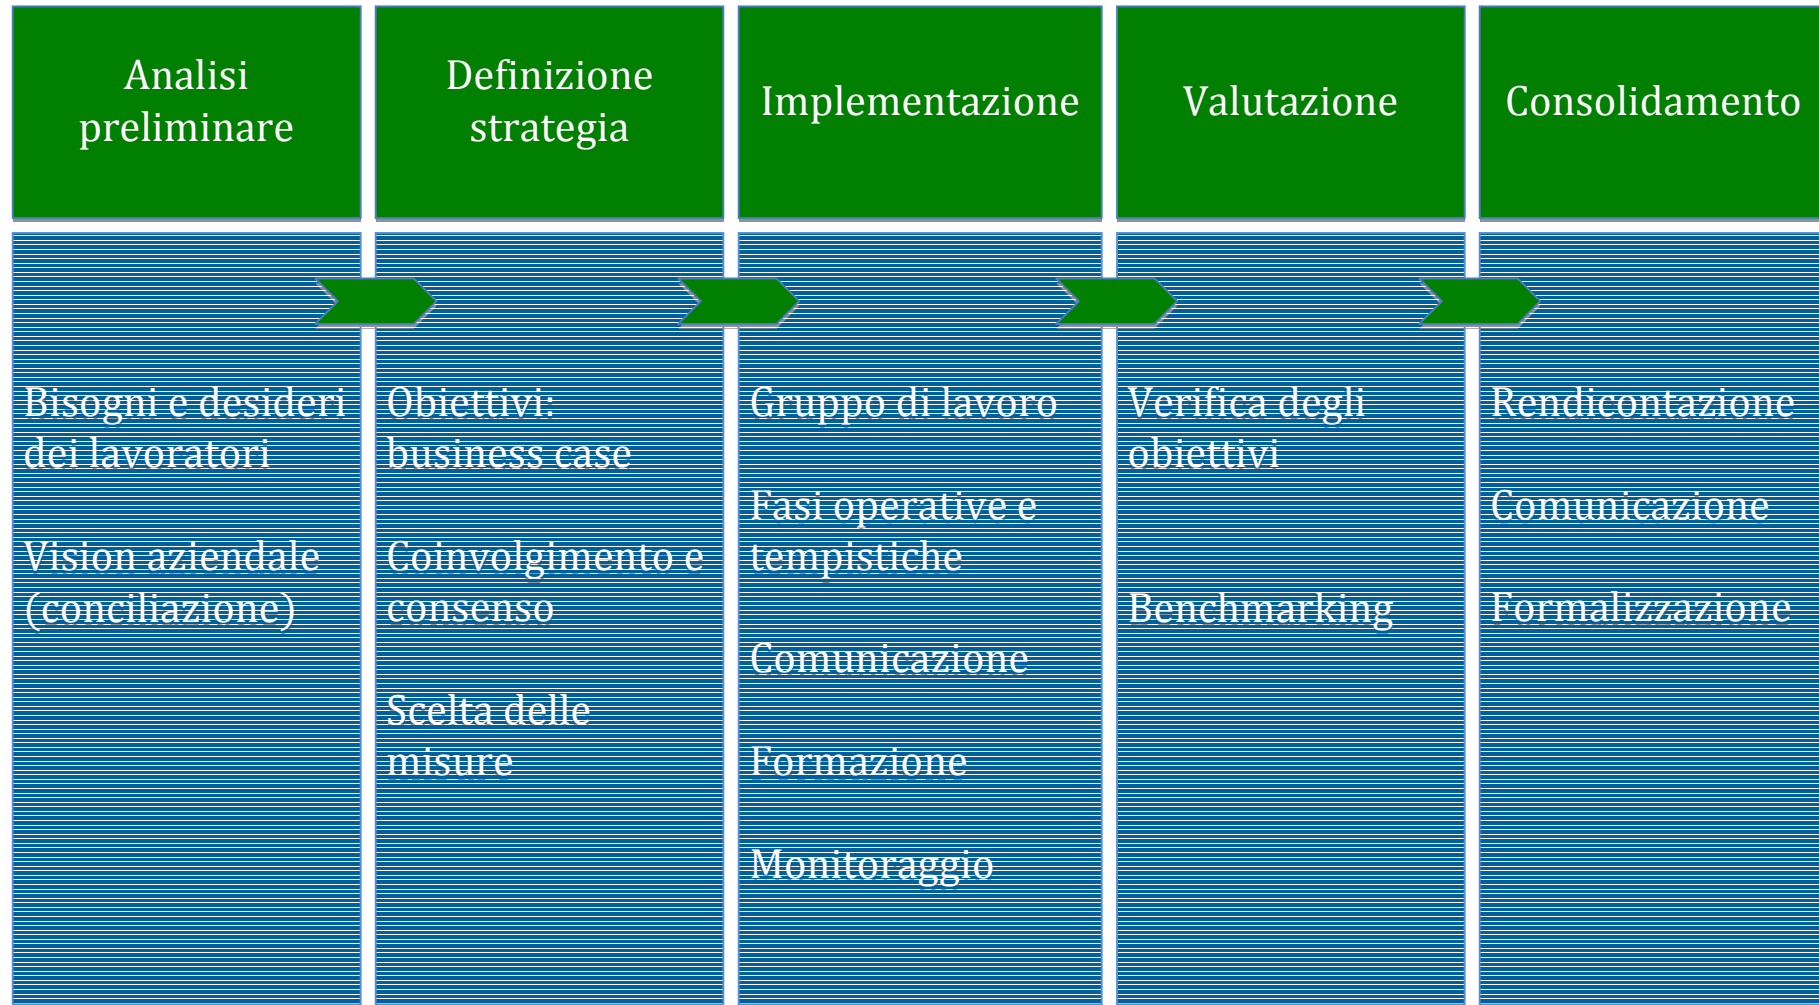 Analisi
preliminare
Definizione
strategia
Implementazione
Valutazione
Consolidamento
Bisogni e desideri
dei lavoratori
Vision aziendale
(conciliazione)
Obiettivi:
business case
Coinvolgimento e
consenso
Scelta delle
misure
Gruppo di lavoro
Fasi operative e
tempistiche
Comunicazione
Formazione
Monitoraggio
Verifica degli
obiettivi
Benchmarking
Rendicontazione
Comunicazione
Formalizzazione